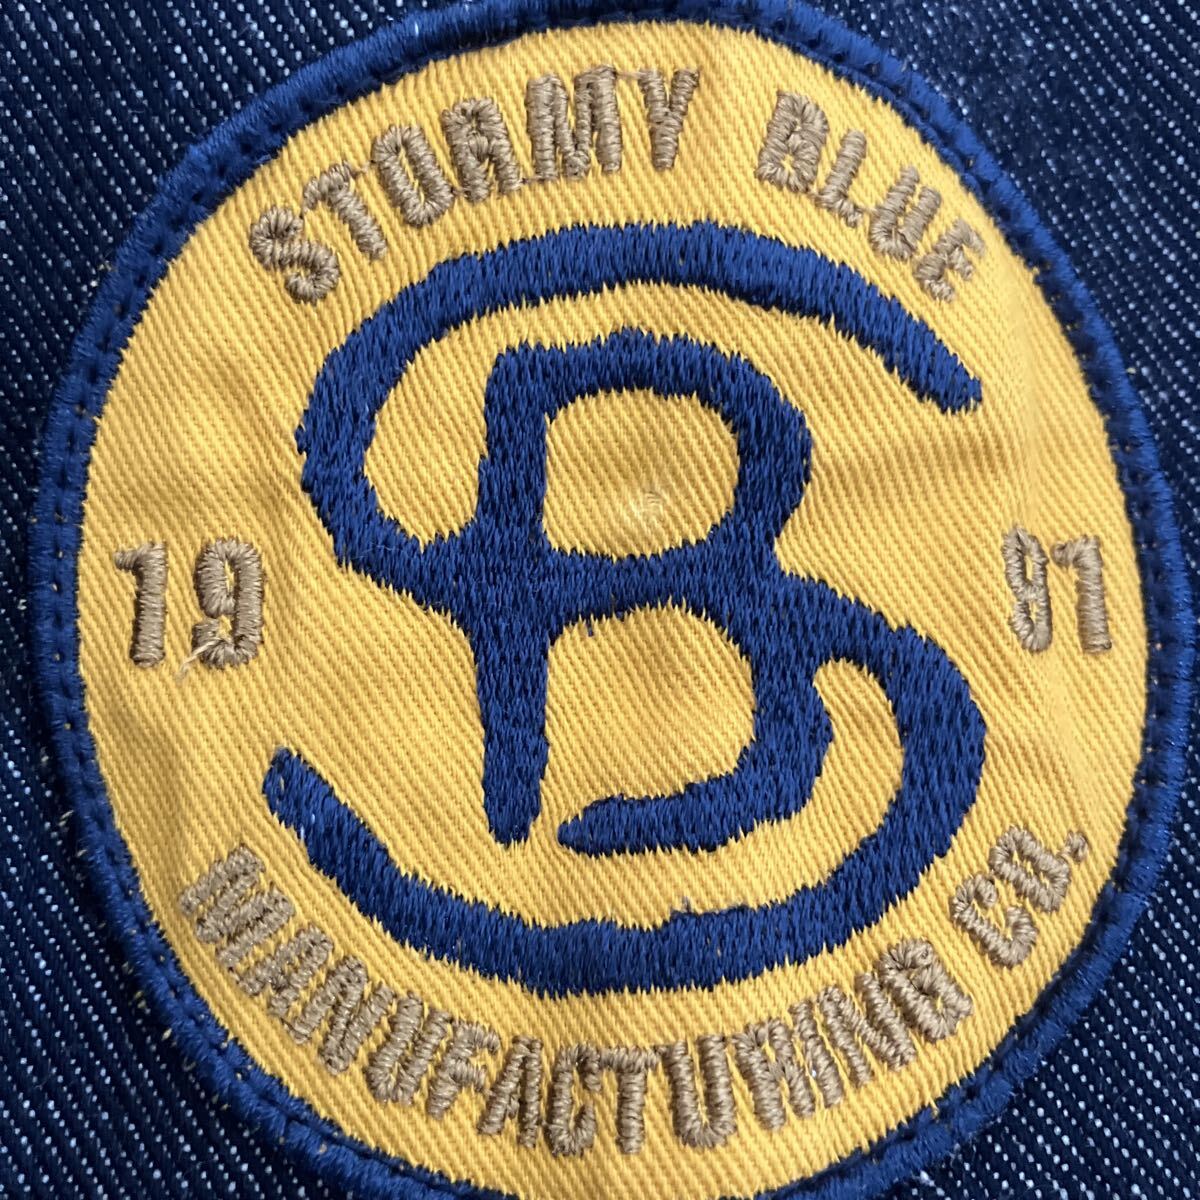 STORMY BLUE
SB
19 91
MANUFACTURING CO.